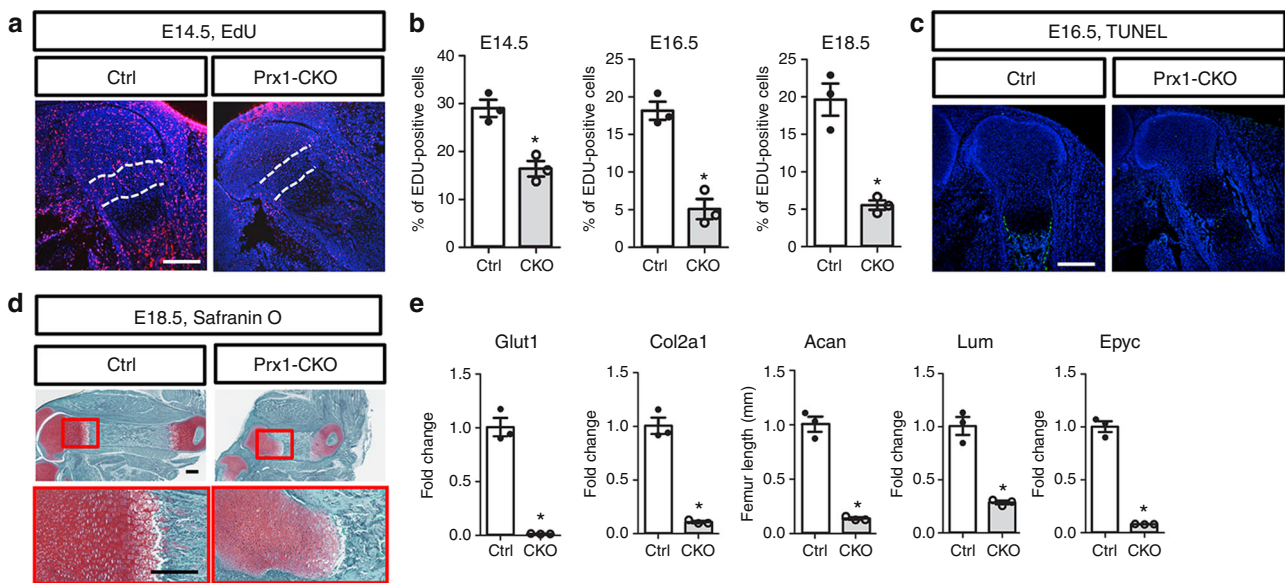 a
E14.5, EdU
Ctrl
Prx1-CKO
b
E14.5
% of EDU-positive cells
40
30
20
10
0
Ctrl
CKO
*
E16.5
% of EDU-positive cells
25
20
15
10
5
0
Ctrl
CKO
*
E18.5
% of EDU-positive cells
25
20
15
10
5
0
Ctrl
CKO
*
c
E16.5, TUNEL
Ctrl
Prx1-CKO
d
E18.5, Safranin O
Ctrl
Prx1-CKO
e
Glut1
Fold change
1.5
1.0
0.5
0.0
Ctrl
CKO
*
Col2a1
Fold change
1.5
1.0
0.5
0.0
Ctrl
CKO
*
Acan
Femur length (mm)
1.5
1.0
0.5
0.0
Ctrl
CKO
*
Lum
Fold change
1.5
1.0
0.5
0.0
Ctrl
CKO
*
Epyc
Fold change
1.5
1.0
0.5
0.0
Ctrl
CKO
*